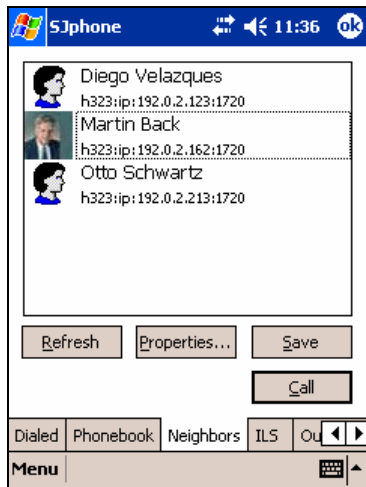 SJphone 11:36 ok
Diego Velazques
h323:ip:192.0.2.123:1720
Martin Back
h323:ip:192.0.2.162:1720
Otto Schwartz
h323:ip:192.0.2.213:1720
Refresh Properties... Save
Call
Dialed Phonebook Neighbors ILS Ou
Menu